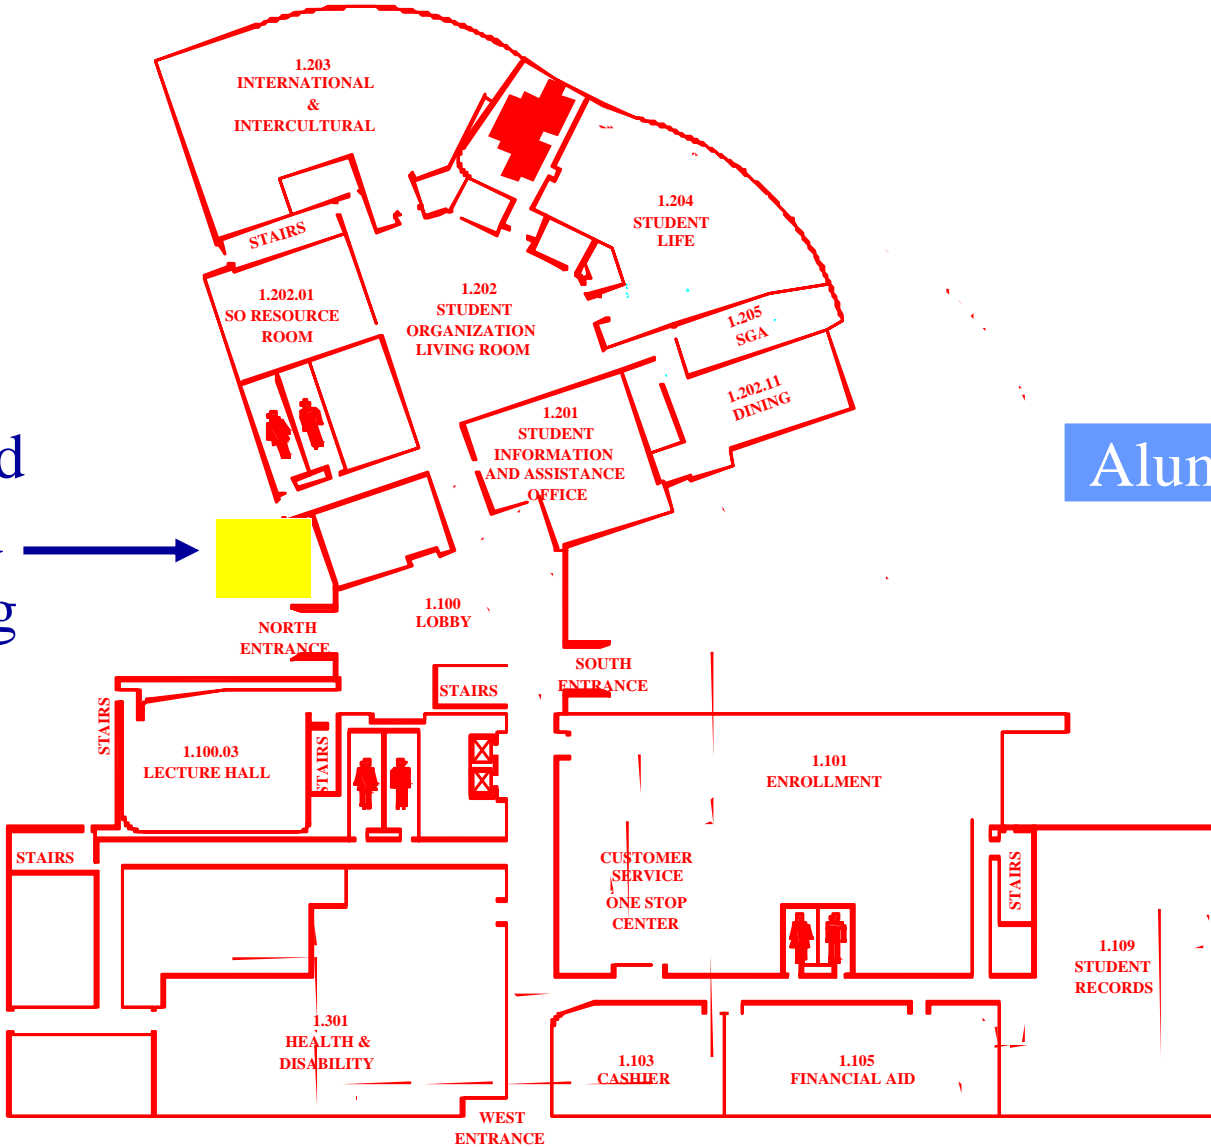 1.203
INTERNATIONAL
&
INTERCULTURAL
1.204
STUDENT
LIFE
STAIRS
1.202.01
SO RESOURCE
ROOM
1.202
STUDENT
ORGANIZATION
LIVING ROOM
1.205
SGA
1.202.11
DINING
1.201
STUDENT
INFORMATION
AND ASSISTANCE
OFFICE
d
g
Alum
1.100
LOBBY
NORTH
ENTRANCE
SOUTH
ENTRANCE
STAIRS
STAIRS
STAIRS
1.100.03
LECTURE HALL
1.101
ENROLLMENT
STAIRS
CUSTOMER
SERVICE
ONE STOP
CENTER
STAIRS
1.109
STUDENT
RECORDS
1.301
HEALTH &
DISABILITY
1.103
CASHIER
1.105
FINANCIAL AID
WEST
ENTRANCE